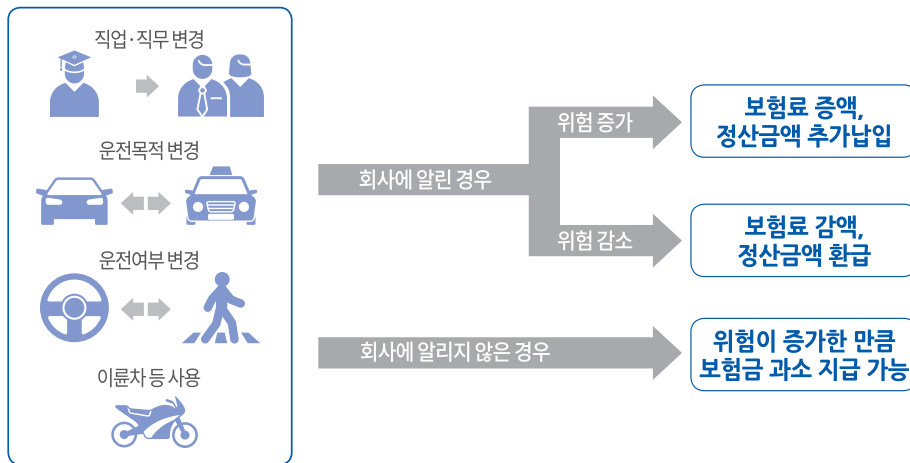 직업·직무 변경
운전목적 변경
운전여부 변경
이륜차 등 사용
회사에 알린 경우
위험 증가
위험 감소
회사에 알리지 않은 경우
보험료 증액,
정산금액 추가납입
보험료 감액,
정산금액 환급
위험이 증가한 만큼
보험금 과소 지급 가능